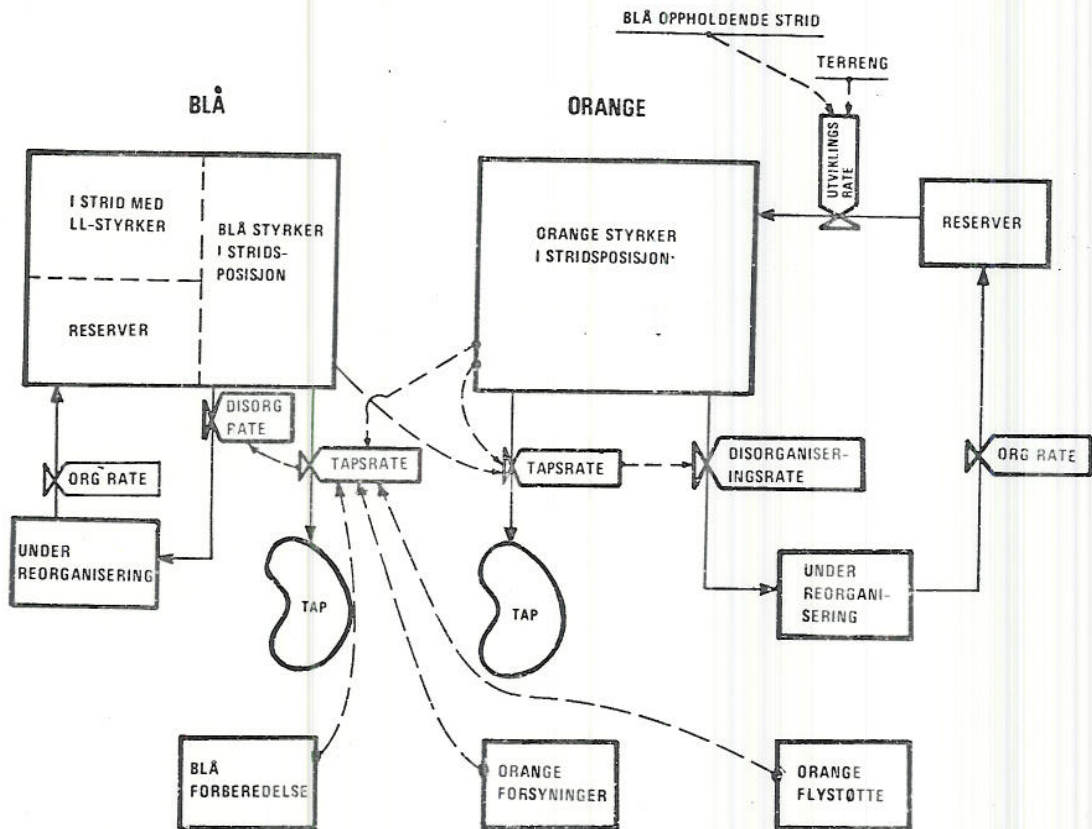 BLÅ OPPHOLDENDE STRID
TERRENG
BLÅ
ORANGE
UTVIKLINGS
RATE
I STRID MED
LL-STYRKER
BLÅ STYRKER
I STRIDS-
POSISJON
RESERVER
ORANGE STYRKER
I STRIDSPOSISJON
RESERVER
DISORG
RATE
ORG RATE
TAPSRATE
TAPSRATE
DISORGANISER-
INGSRATE
ORG RATE
UNDER
REORGANISERING
TAP
TAP
UNDER
REORGANI-
SERING
BLÅ
FORBEREDELSE
ORANGE
FORSYNINGER
ORANGE
FLYSTØTTE